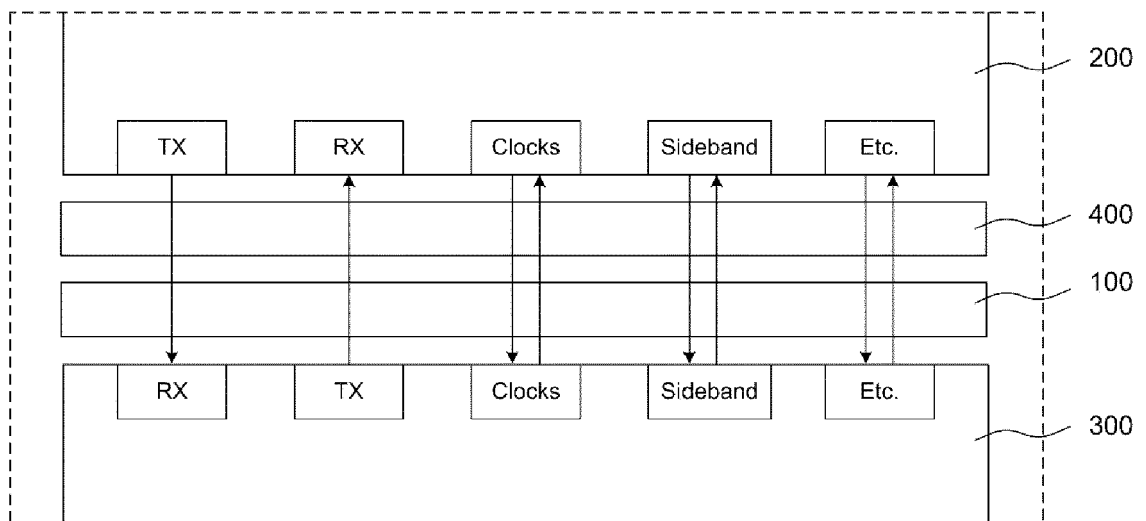 200
TX RX Clocks Sideband Etc.
400
100
RX TX Clocks Sideband Etc.
300